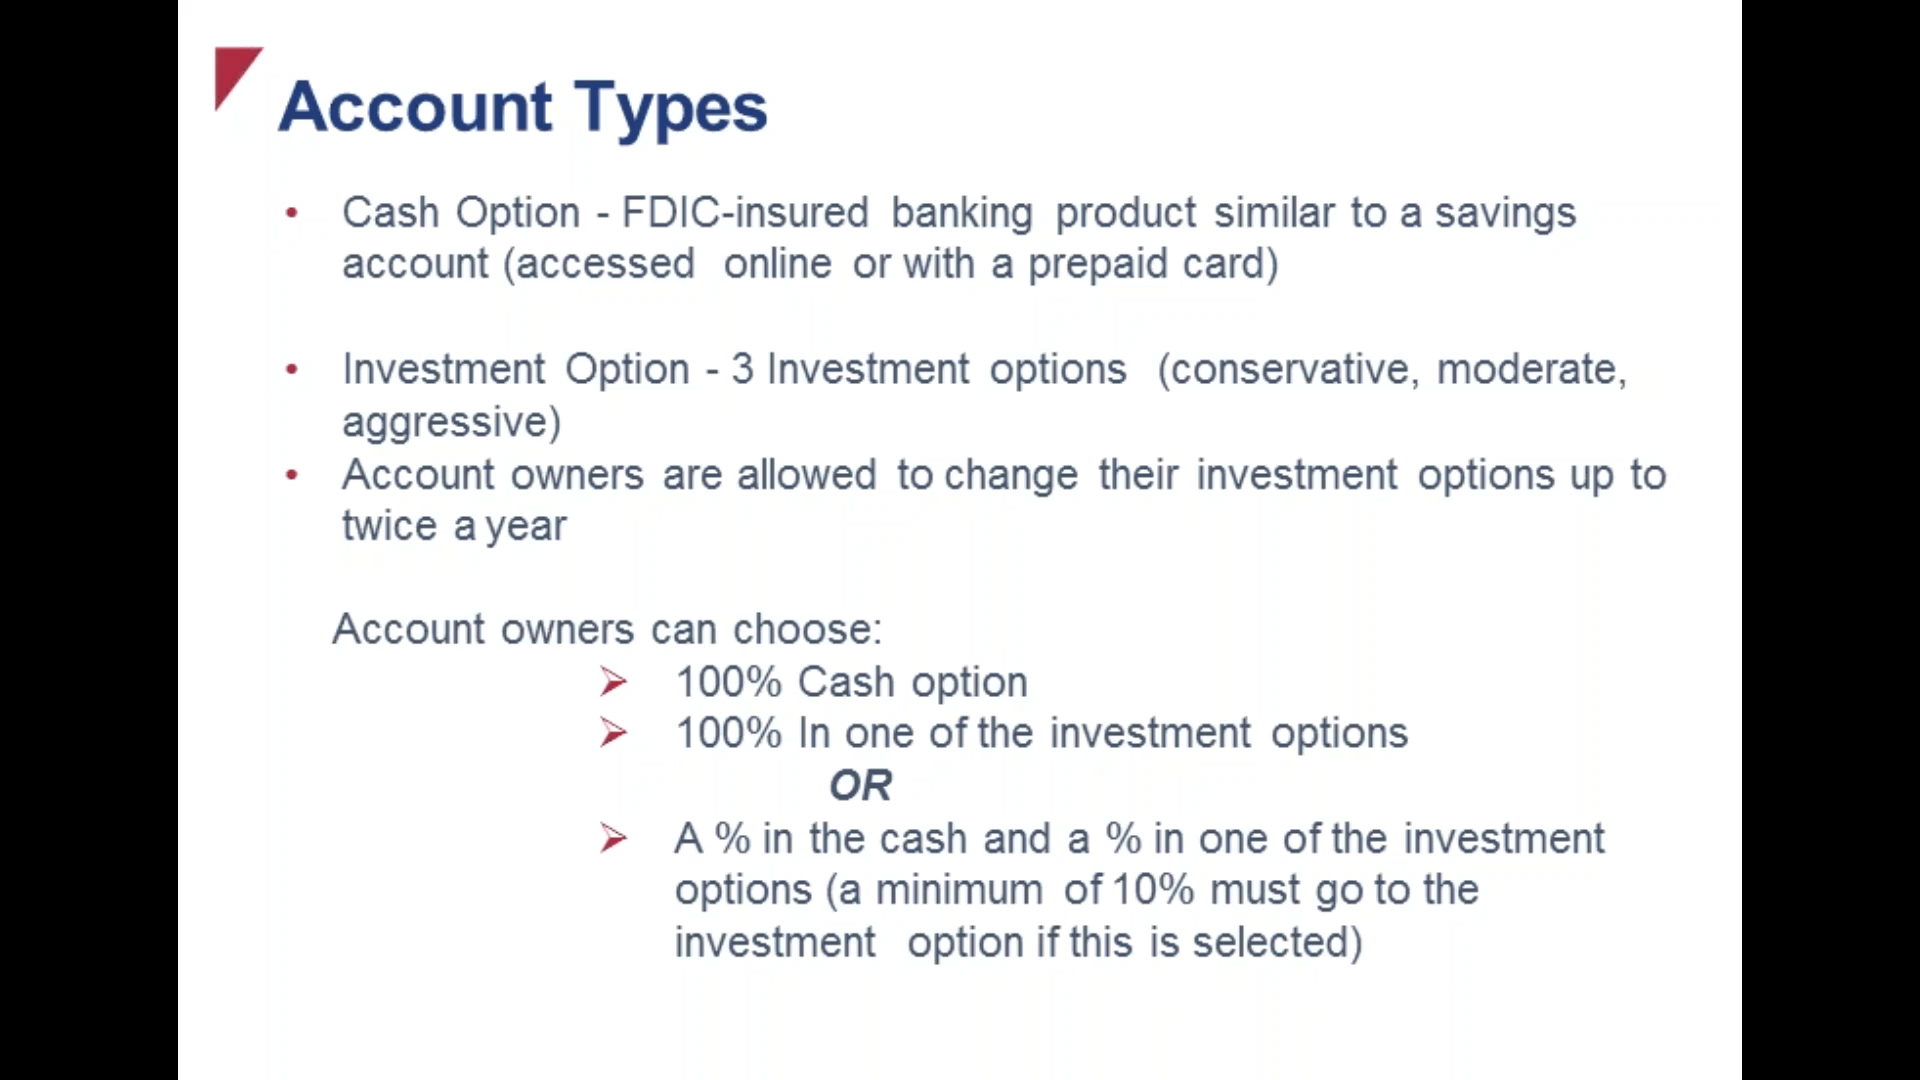 Account Types
• Cash Option - FDIC-insured banking product similar to a savings
account (accessed online or with a prepaid card)
• Investment Option - 3 Investment options (conservative, moderate,
aggressive)
• Account owners are allowed to change their investment options up to
twice a year
Account owners can choose:
➢ 100% Cash option
➢ 100% In one of the investment options
OR
➢ A % in the cash and a % in one of the investment
options (a minimum of 10% must go to the
investment option if this is selected)